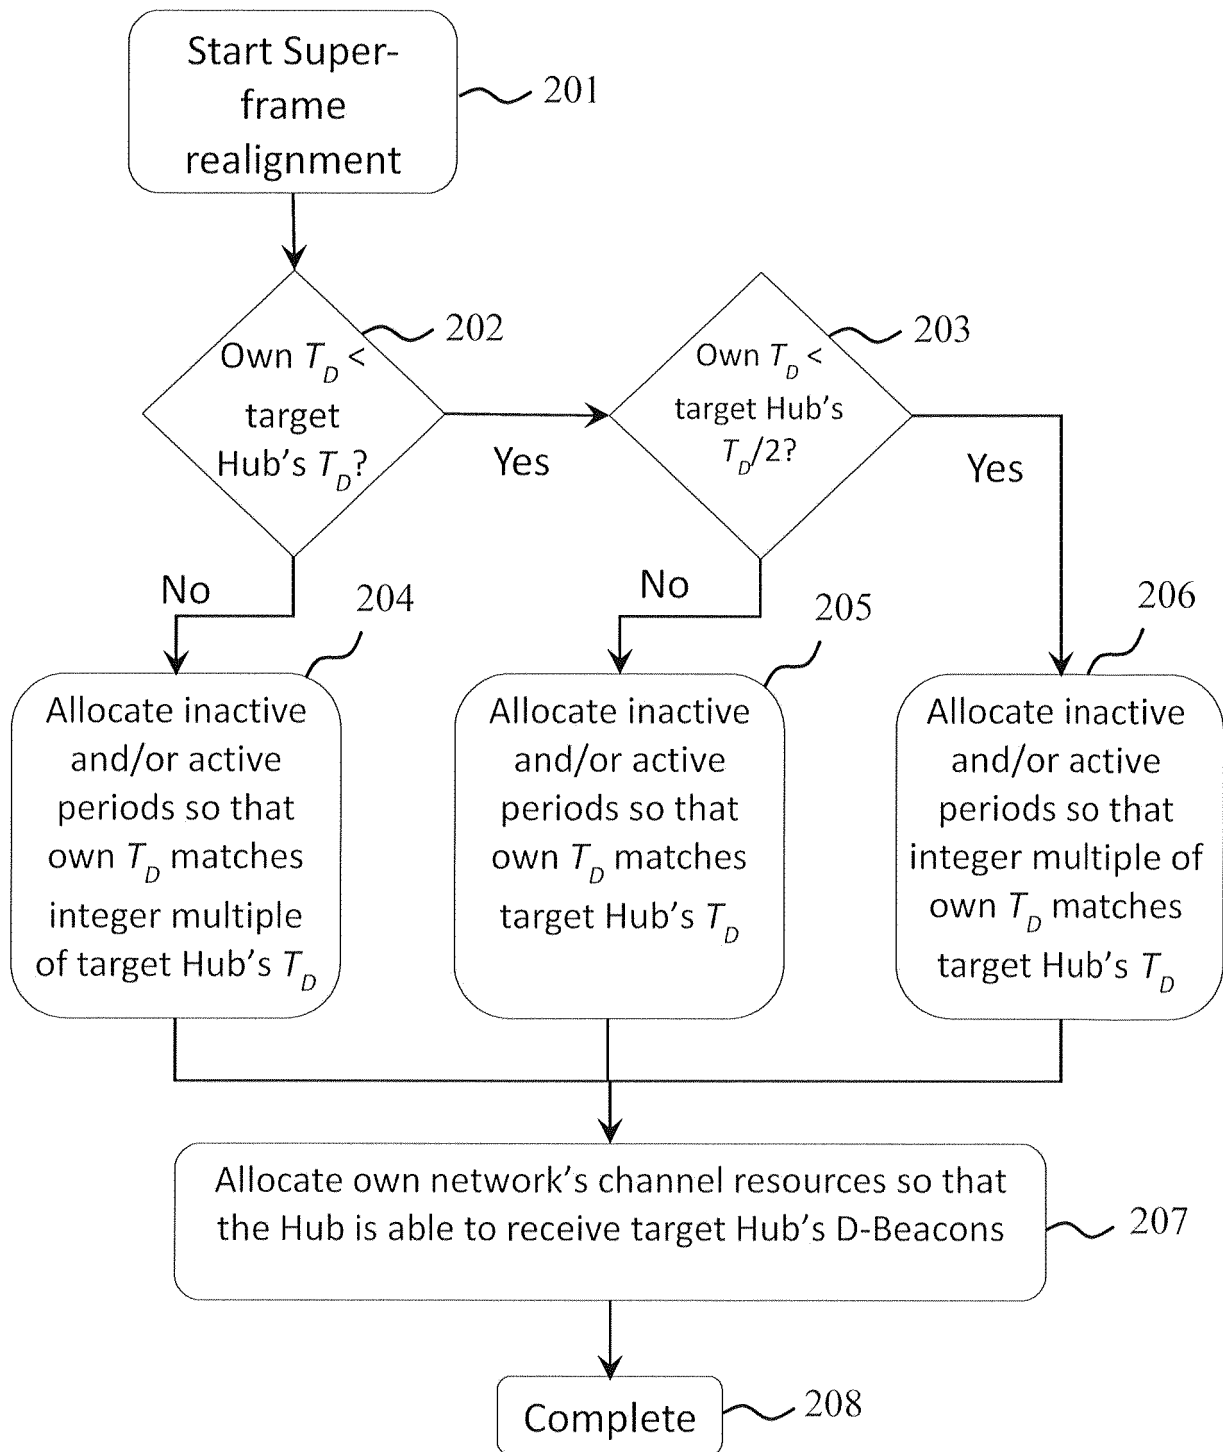 Start Super-
frame
realignment
201
202
Own T_D <
target
Hub's T_D?
Yes
No
203
Own T_D <
target Hub's
T_D/2?
Yes
No
204
Allocate inactive
and/or active
periods so that
own T_D matches
integer multiple
of target Hub's T_D
205
Allocate inactive
and/or active
periods so that
own T_D matches
target Hub's T_D
206
Allocate inactive
and/or active
periods so that
integer multiple of
own T_D matches
target Hub's T_D
Allocate own network's channel resources so that
the Hub is able to receive target Hub's D-Beacons
207
Complete
208